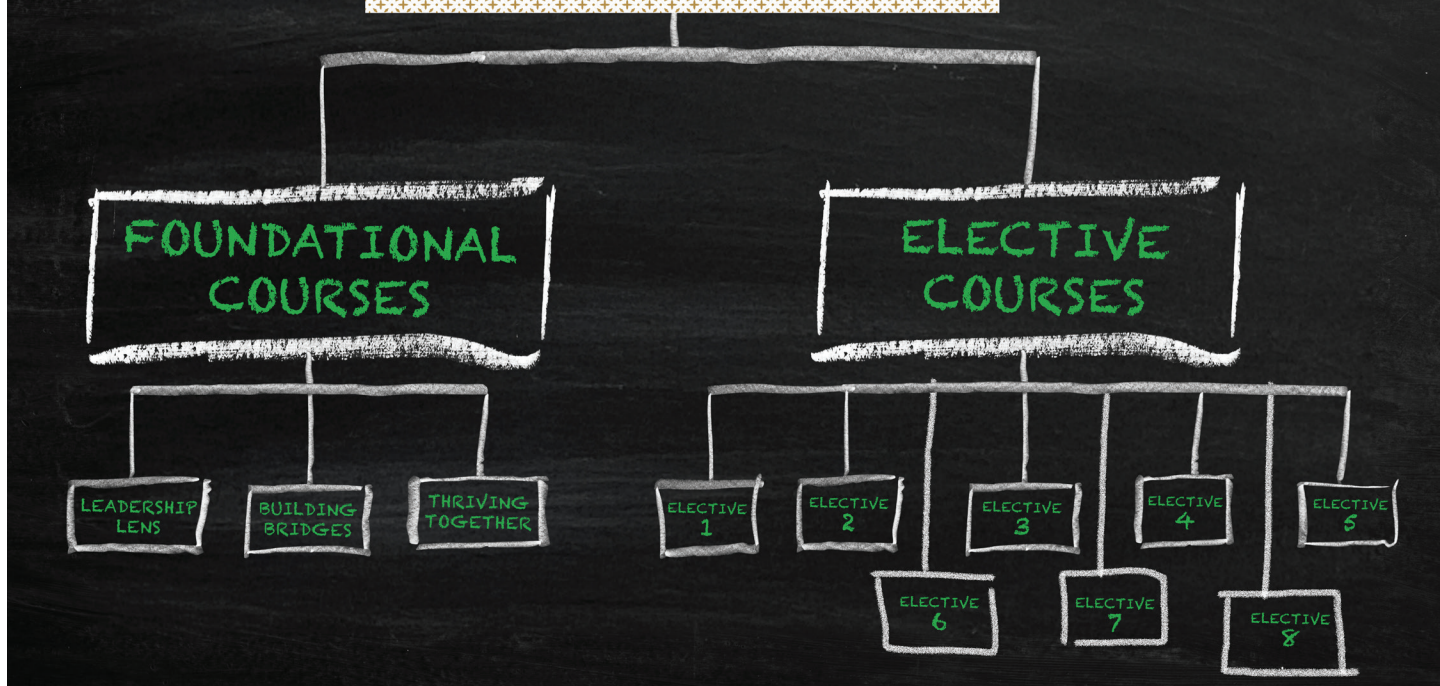 FOUNDATIONAL
COURSES
ELECTIVE
COURSES
LEADERSHIP
LENS
BUILDING
BRIDGES
THRIVING
TOGETHER
ELECTIVE
1
ELECTIVE
2
ELECTIVE
3
ELECTIVE
4
ELECTIVE
5
ELECTIVE
6
ELECTIVE
7
ELECTIVE
8